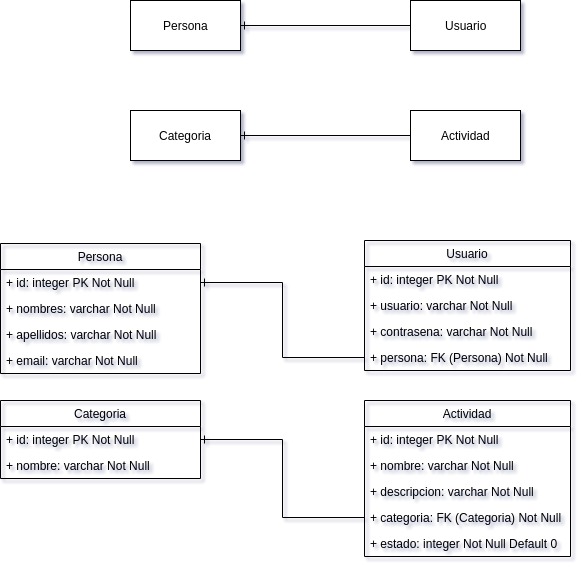 Persona
Usuario
Categoria
Actividad
Persona
+ id: integer PK Not Null
+ nombres: varchar Not Null
+ apellidos: varchar Not Null
+ email: varchar Not Null
Usuario
+ id: integer PK Not Null
+ usuario: varchar Not Null
+ contrasena: varchar Not Null
+ persona: FK (Persona) Not Null
Categoria
+ id: integer PK Not Null
+ nombre: varchar Not Null
Actividad
+ id: integer PK Not Null
+ nombre: varchar Not Null
+ descripcion: varchar Not Null
+ categoria: FK (Categoria) Not Null
+ estado: integer Not Null Default 0